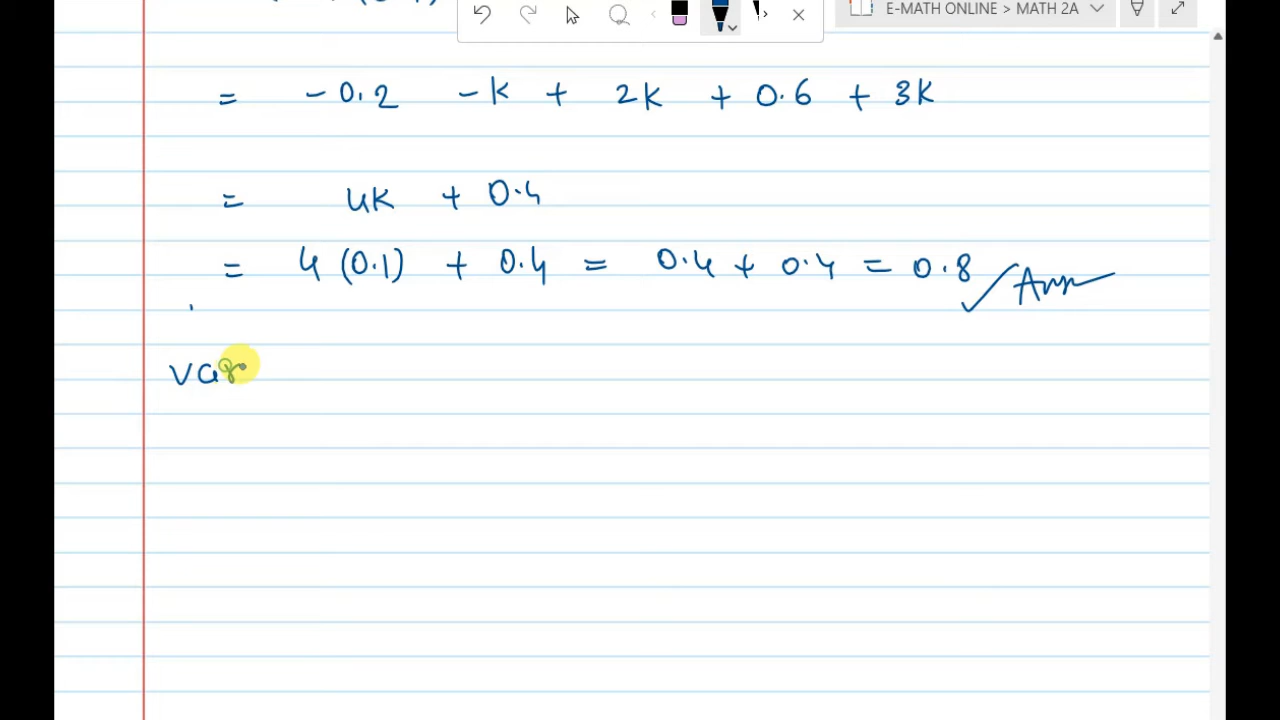 E-MATH ONLINE > MATH 2A
= -0.2 -K + 2K + 0.6 + 3K
= 4K + 0.4
= 4 (0.1) + 0.4 = 0.4 + 0.4 = 0.8 Ans
var